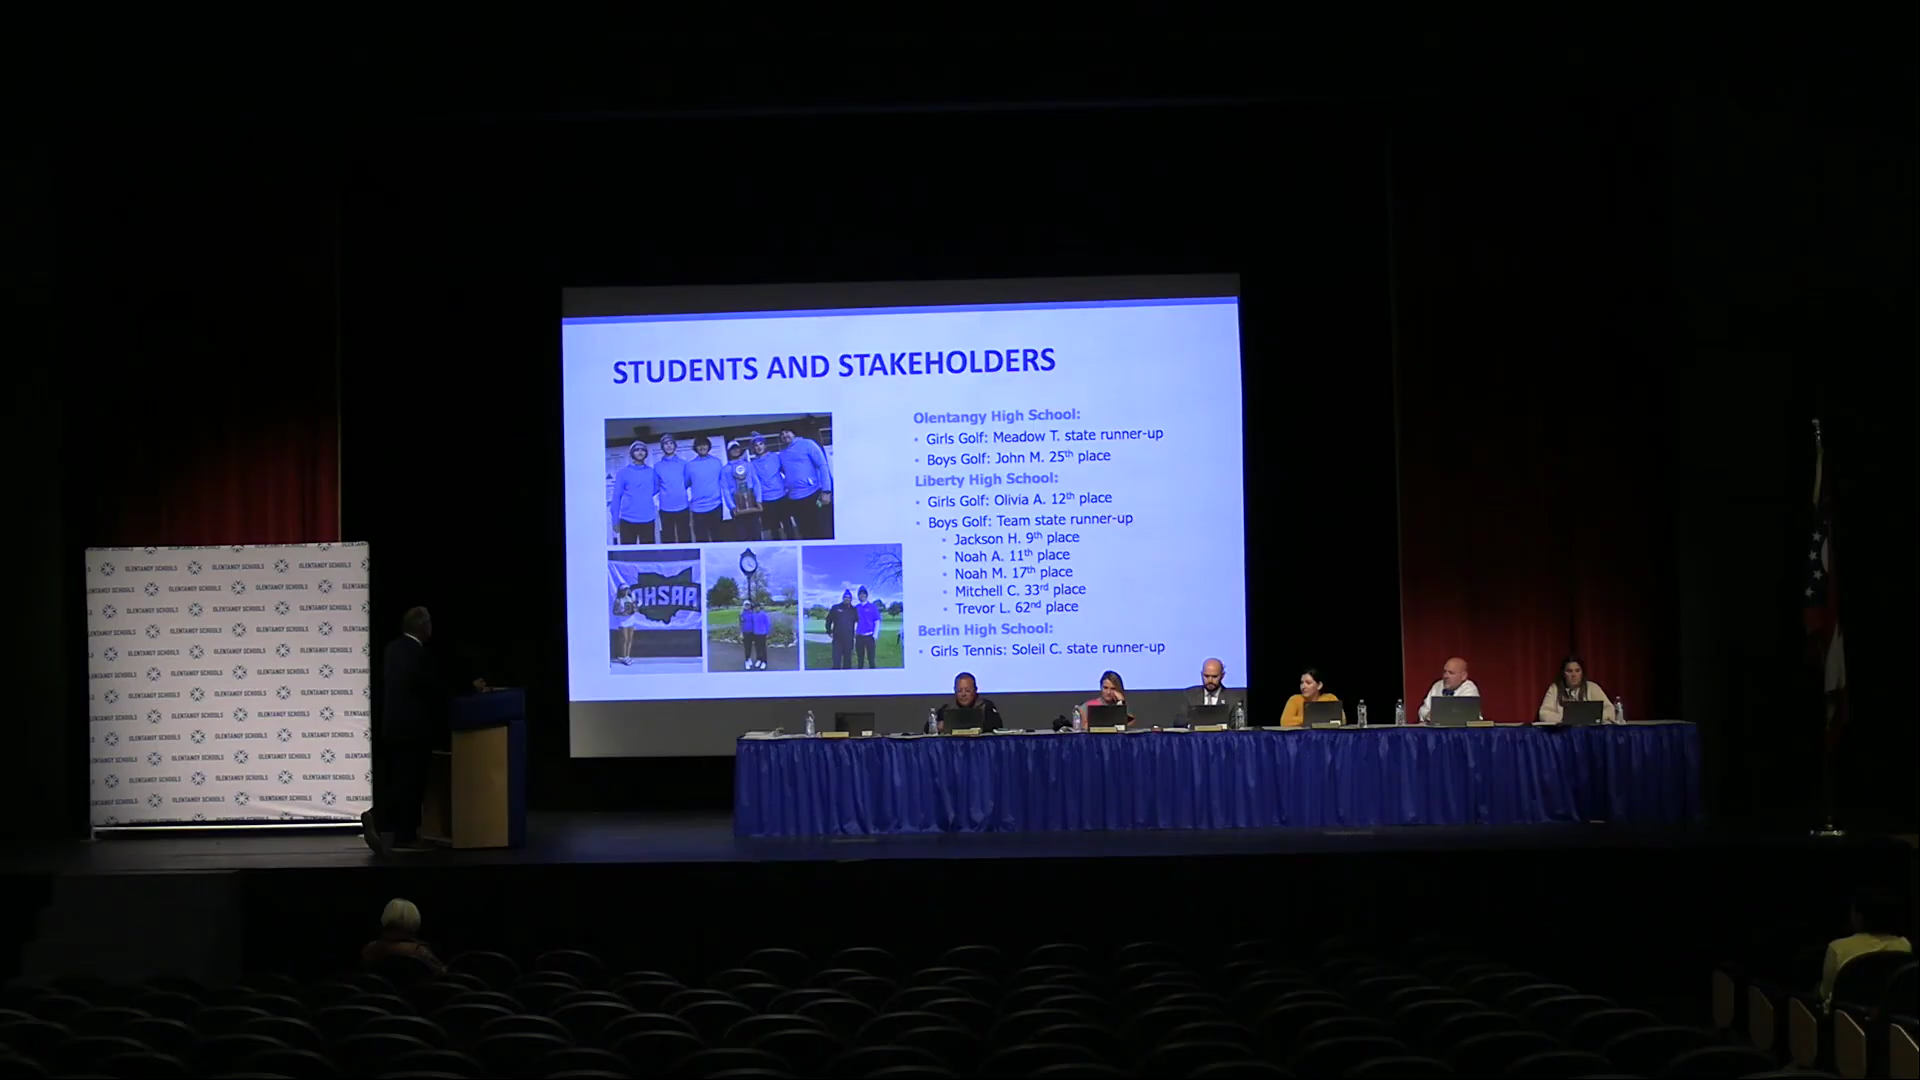 STUDENTS AND STAKEHOLDERS
Olentangy High School:
• Girls Golf: Meadow T. state runner-up
• Boys Golf: John M. 25th place
Liberty High School:
• Girls Golf: Olivia A. 12th place
• Boys Golf: Team state runner-up
• Jackson H. 9th place
• Noah A. 11th place
• Noah M. 17th place
• Mitchell C. 33rd place
• Trevor L. 62nd place
Berlin High School:
• Girls Tennis: Soleil C. state runner-up
OHSAA
OLENTANGY SCHOOLS